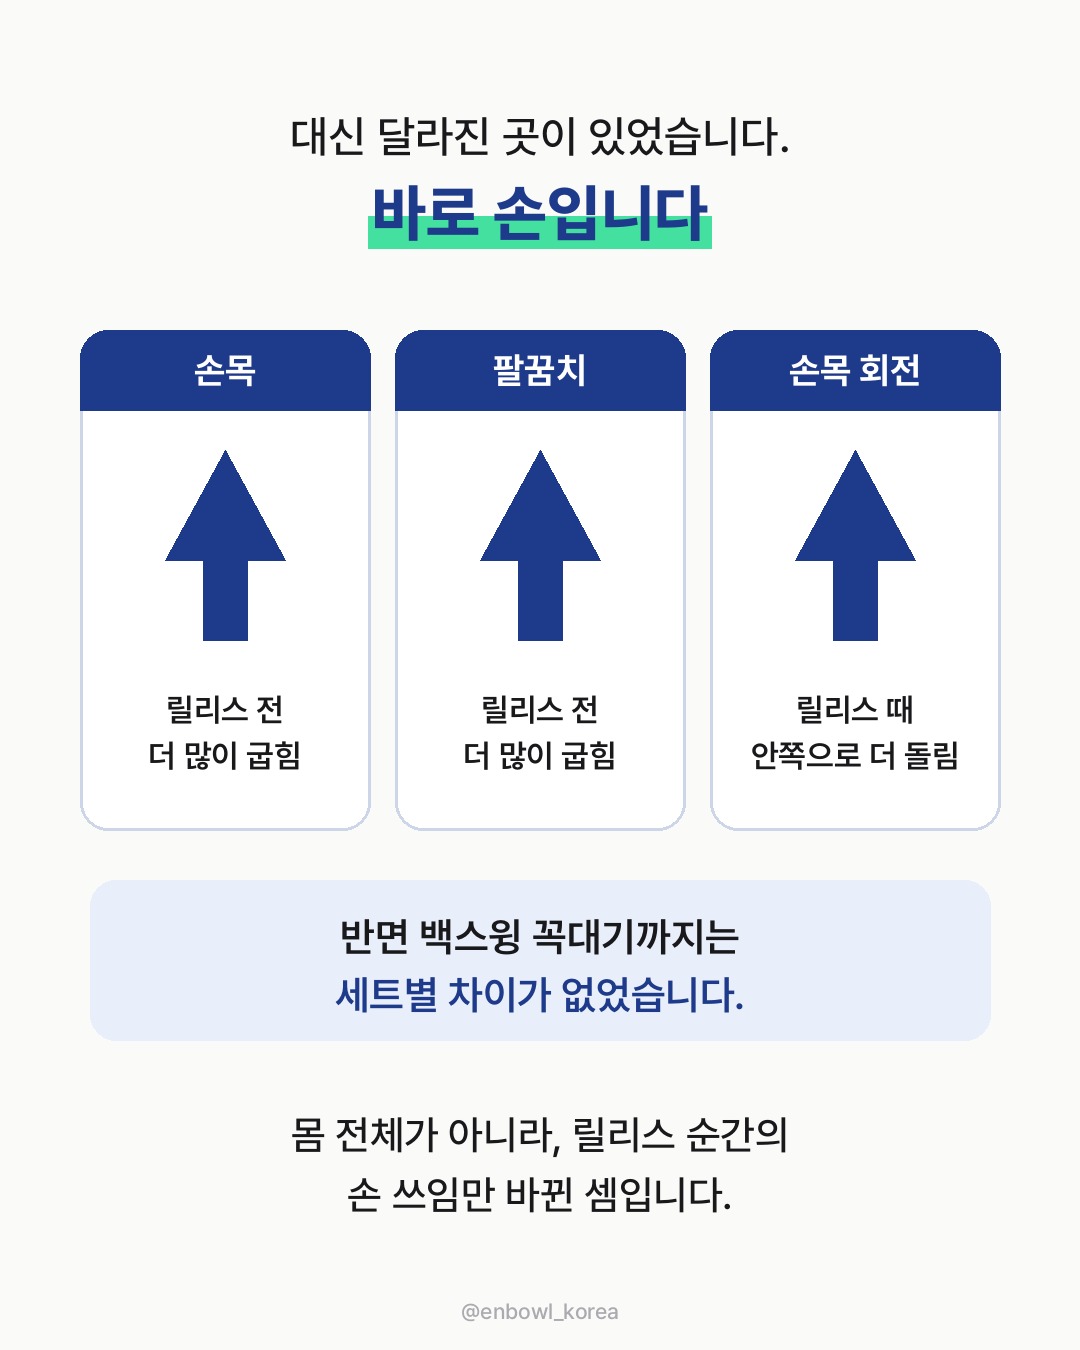 대신 달라진 곳이 있었습니다.
바로 손입니다
손목
릴리스 전
더 많이 굽힘
팔꿈치
릴리스 전
더 많이 굽힘
손목 회전
릴리스 때
안쪽으로 더 돌림
반면 백스윙 꼭대기까지는
세트별 차이가 없었습니다.
몸 전체가 아니라, 릴리스 순간의
손 쓰임만 바뀐 셈입니다.
@enbowl_korea